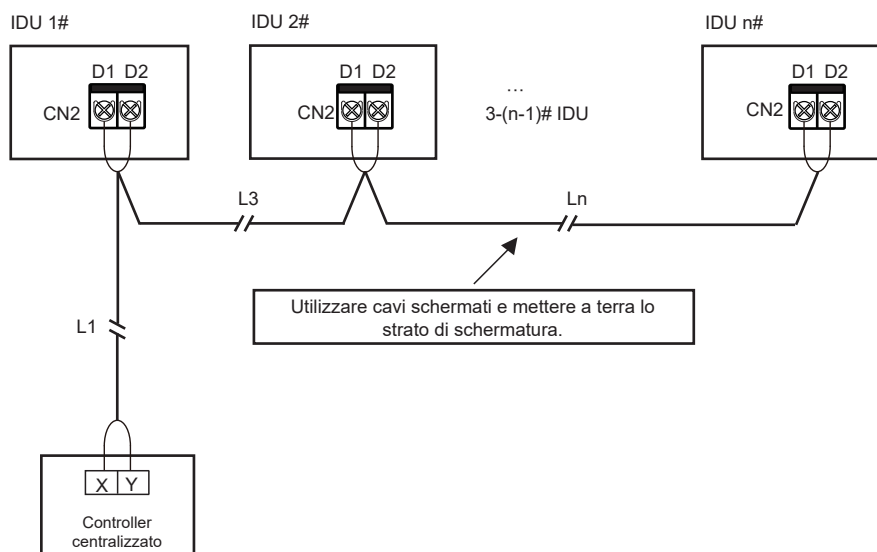 IDU 1#
IDU 2#
IDU n#
D1 D2
D1 D2
D1 D2
CN2
CN2
CN2
...
3-(n-1)# IDU
L3
Ln
Utilizzare cavi schermati e mettere a terra lo
strato di schermatura.
L1
X Y
Controller
centralizzato